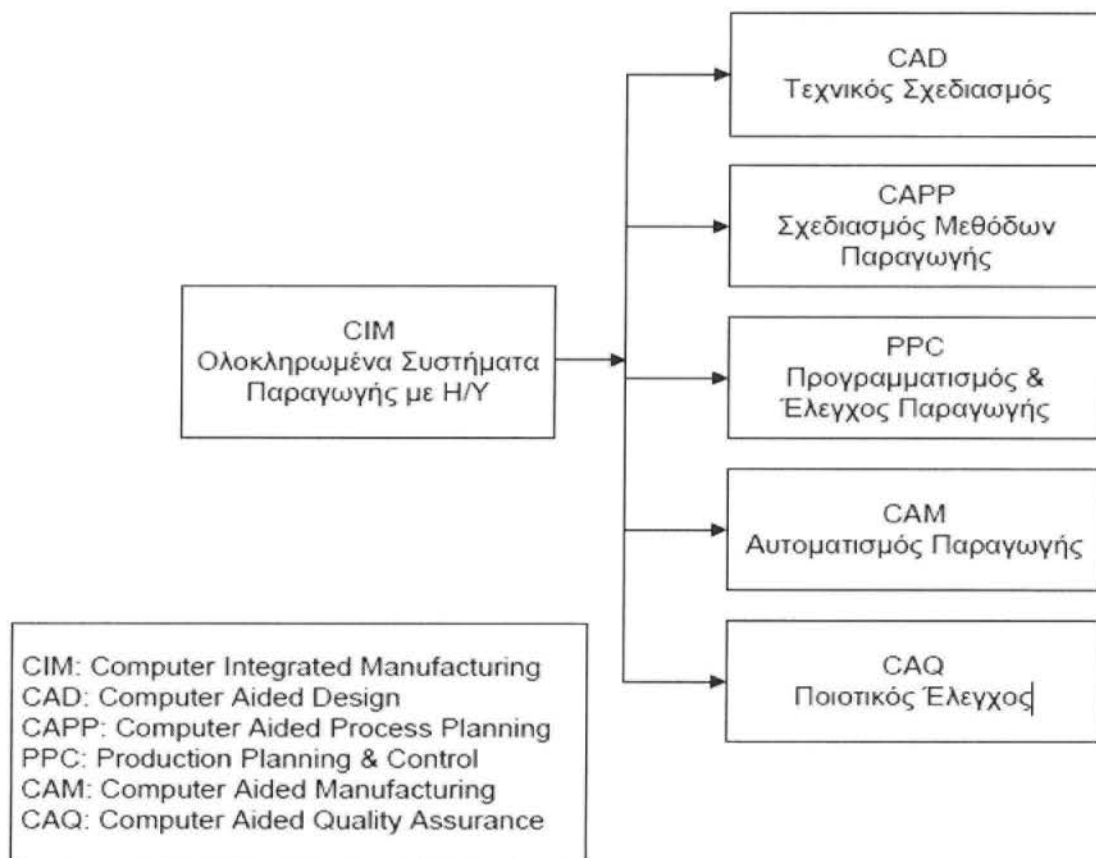 CAD
Τεχνικός Σχεδιασμός
CAPP
Σχεδιασμός Μεθόδων
Παραγωγής
CIM
Ολοκληρωμένα Συστήματα
Παραγωγής με Η/Υ
PPC
Προγραμματισμός &
Έλεγχος Παραγωγής
CAM
Αυτοματισμός Παραγωγής
CAQ
Ποιοτικός Έλεγχος
CIM: Computer Integrated Manufacturing
CAD: Computer Aided Design
CAPP: Computer Aided Process Planning
PPC: Production Planning & Control
CAM: Computer Aided Manufacturing
CAQ: Computer Aided Quality Assurance